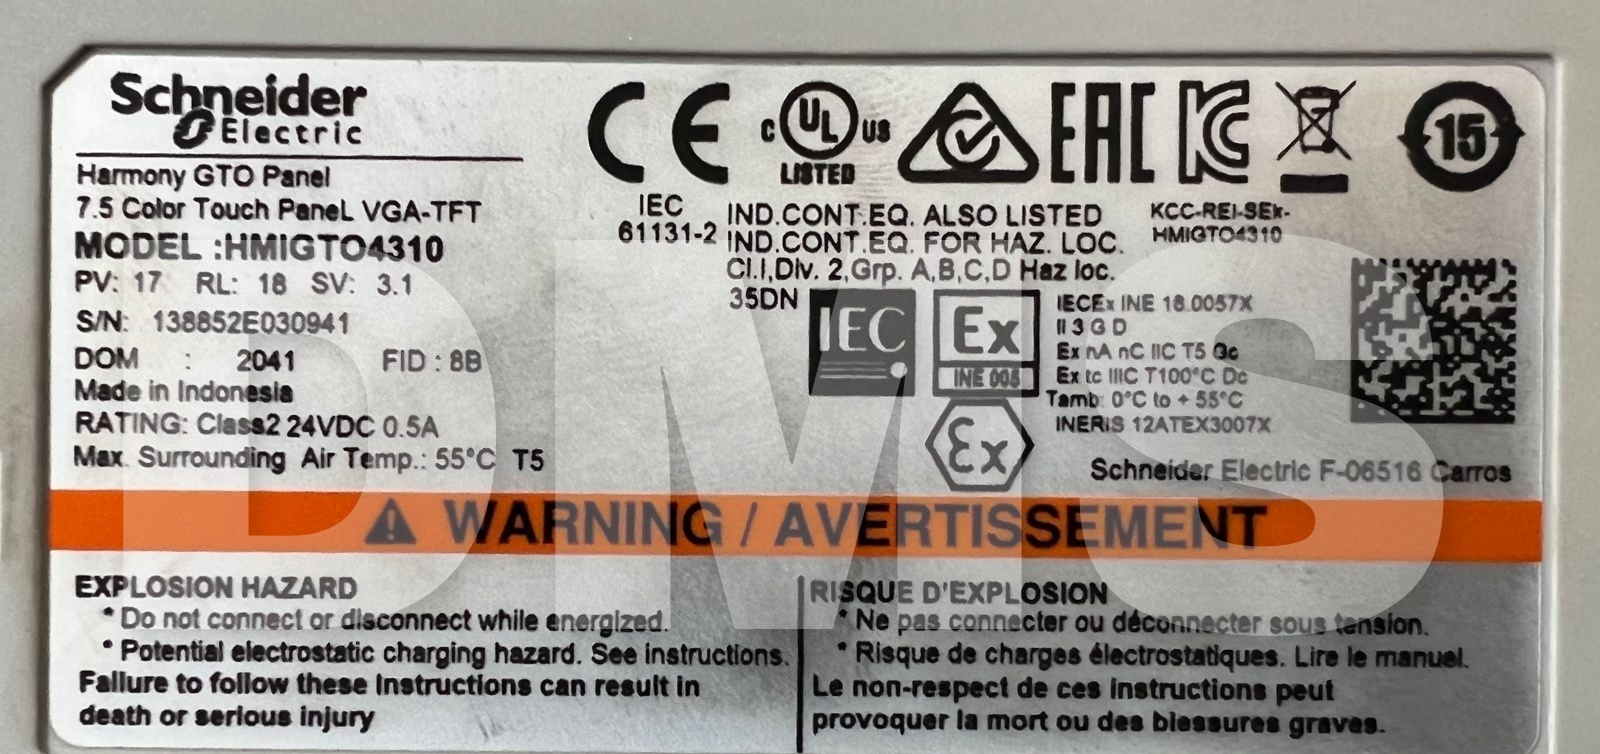 Schneider
Electric
Harmony GTO Panel
7.5 Color Touch PaneL VGA-TFT
MODEL :HMIGTO4310
PV: 17 RL: 18 SV: 3.1
S/N: 138852E030941
DOM : 2041 FID : 8B
Made in Indonesia
RATING: Class2 24VDC 0.5A
Max. Surrounding Air Temp.: 55°C T5
CE
IEC
61131-2
C UL US
LISTED
EAC
15
IND.CONT.EQ. ALSO LISTED
IND.CONT.EQ. FOR HAZ. LOC.
Cl.I,Div. 2,Grp. A,B,C,D Haz loc.
35DN
KCC-REI-SEk-
HMIGTO4310
IEC
Ex
INE 005
Ex
IECEx INE 18.0057X
II 3 G D
Ex nA nC IIC T5 Gc
Ex tc IIIC T100°C Dc
Tamb: 0°C to + 55°C
INERIS 12ATEX3007X
Schneider Electric F-06516 Carros
WARNING / AVERTISSEMENT
EXPLOSION HAZARD
* Do not connect or disconnect while energized.
* Potential electrostatic charging hazard. See instructions.
Failure to follow these Instructions can result in
death or serious injury
RISQUE D'EXPLOSION
* Ne pas connecter ou déconnecter sous tension.
* Risque de charges électrostatiques. Lire le manuel.
Le non-respect de ces Instructions peut
provoquer la mort ou des blessures graves.
DMS